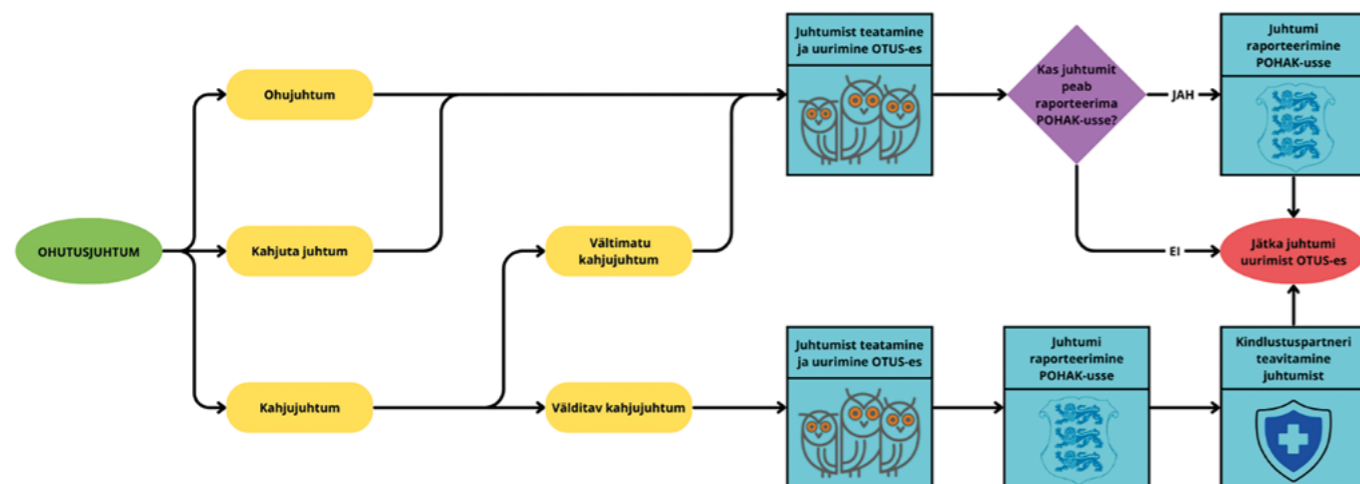 OHUTUSJUHTUM
Ohujuhtum
Kahjuta juhtum
Kahjujuhtum
Vältimatu
kahjujuhtum
Välditav kahjujuhtum
Juhtumist teatamine
ja uurimine OTUS-es
Kas juhtumit
peab
raporteerima
POHAK-usse?
JAH
EI
Juhtumi
raporteerimine
POHAK-usse
Jätka juhtumi
uurimist OTUS-es
Juhtumist teatamine
ja uurimine OTUS-es
Juhtumi
raporteerimine
POHAK-usse
Kindlustuspartneri
teavitamine
juhtumist